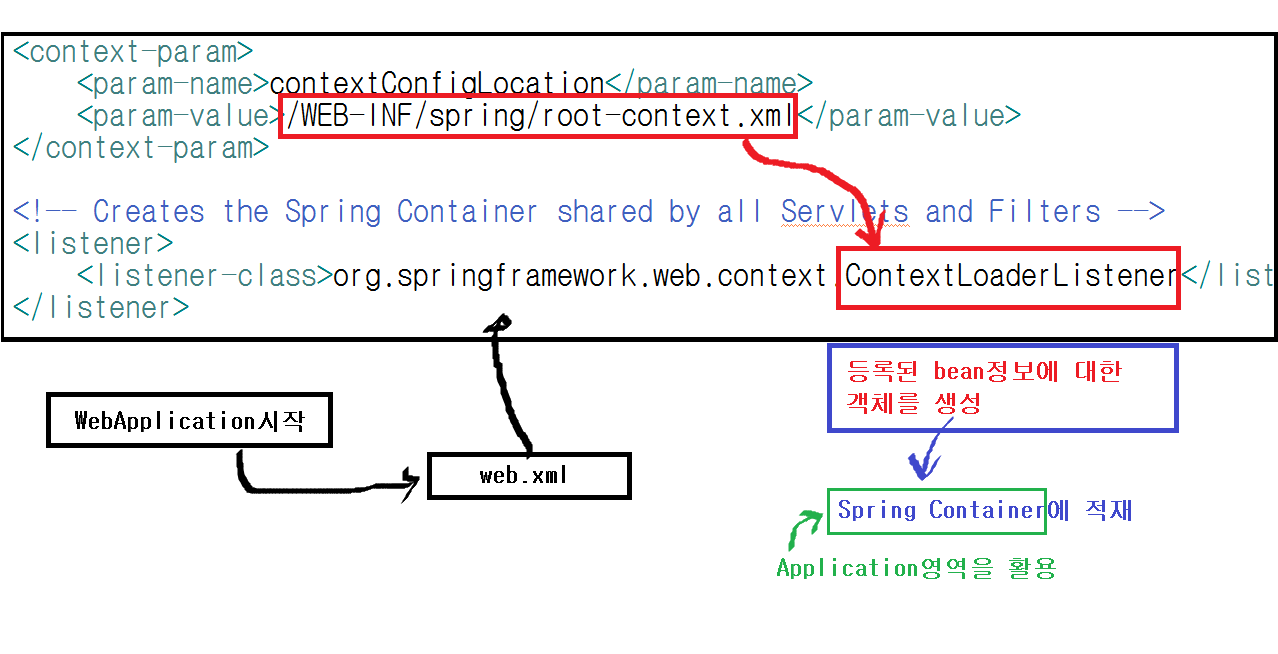 <context-param>
<param-name>contextConfigLocation</param-name>
<param-value>/WEB-INF/spring/root-context.xml</param-value>
</context-param>
<!-- Creates the Spring Container shared by all Servlets and Filters -->
<listener>
<listener-class>org.springframework.web.context.ContextLoaderListener</list
</listener>
등록된 bean정보에 대한
객체를 생성
WebApplication시작
web.xml
Spring Container에 적재
Application영역을 활용